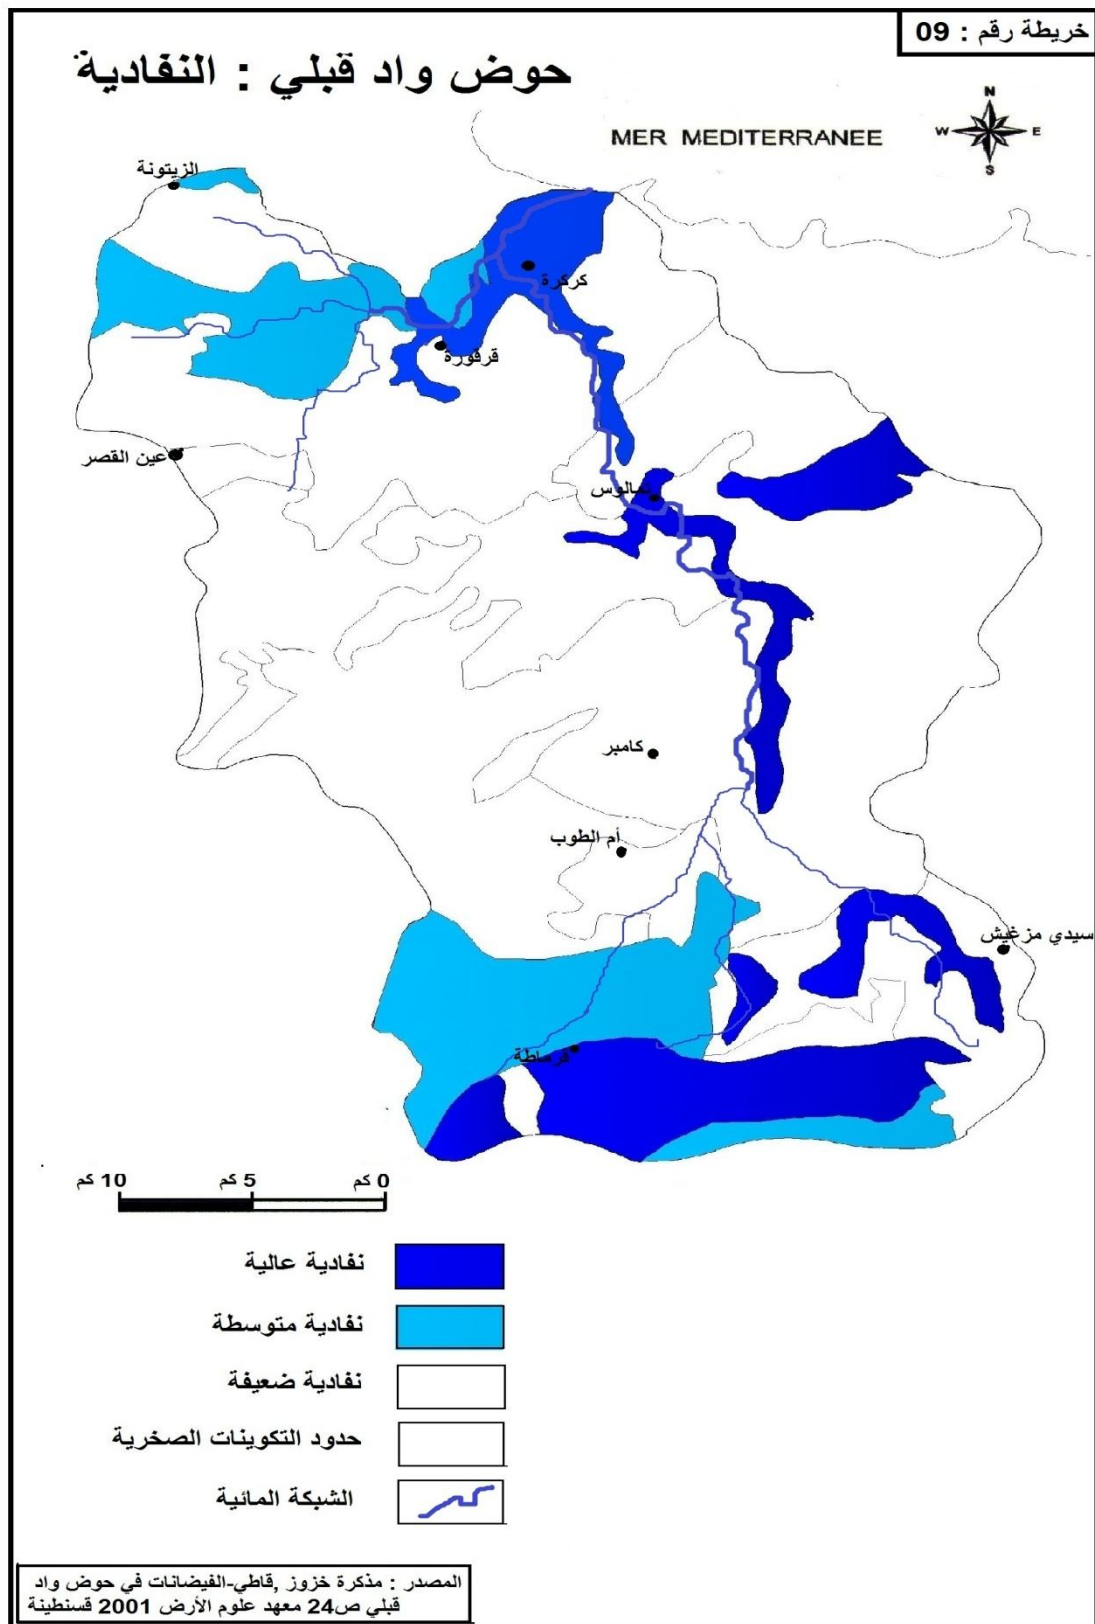 خريطة رقم : 09
حوض واد قبلي : النفادية
MER MEDITERRANEE
N
W E
S
الزيتونة
كركرة
قرقورة
عين القصر
تمالوس
كامبر
أم الطوب
سيدي مزغيش
قرماطة
10 كم 5 كم 0 كم
نفادية عالية
نفادية متوسطة
نفادية ضعيفة
حدود التكوينات الصخرية
الشبكة المائية
المصدر : مذكرة خزوز ,قاطي-الفيضانات في حوض واد
قبلي ص24 معهد علوم الأرض 2001 قسنطينة